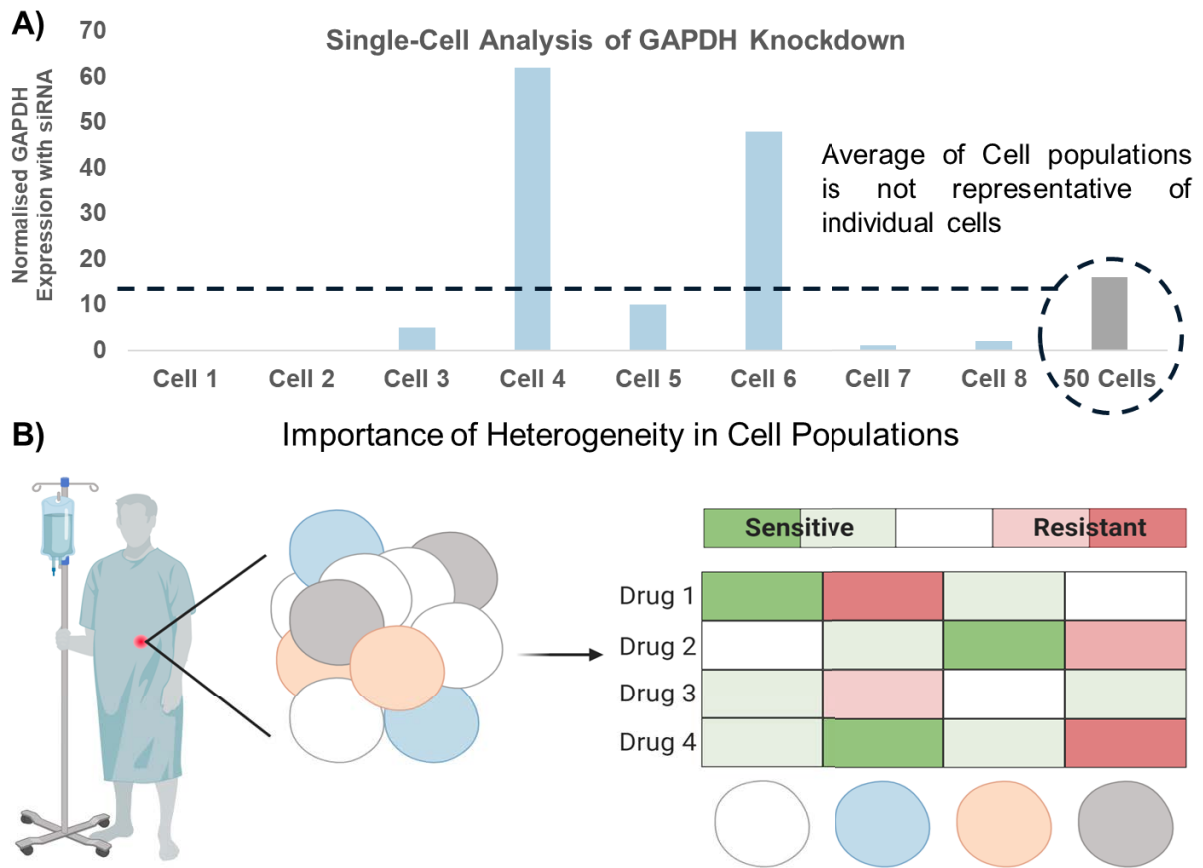 A)
Single-Cell Analysis of GAPDH Knockdown
Normalised GAPDH
Expression with siRNA
70
60
50
40
30
20
10
0
Average of Cell populations
is not representative of
individual cells
Cell 1 Cell 2 Cell 3 Cell 4 Cell 5 Cell 6 Cell 7 Cell 8 50 Cells
B)
Importance of Heterogeneity in Cell Populations
Sensitive Resistant
Drug 1
Drug 2
Drug 3
Drug 4